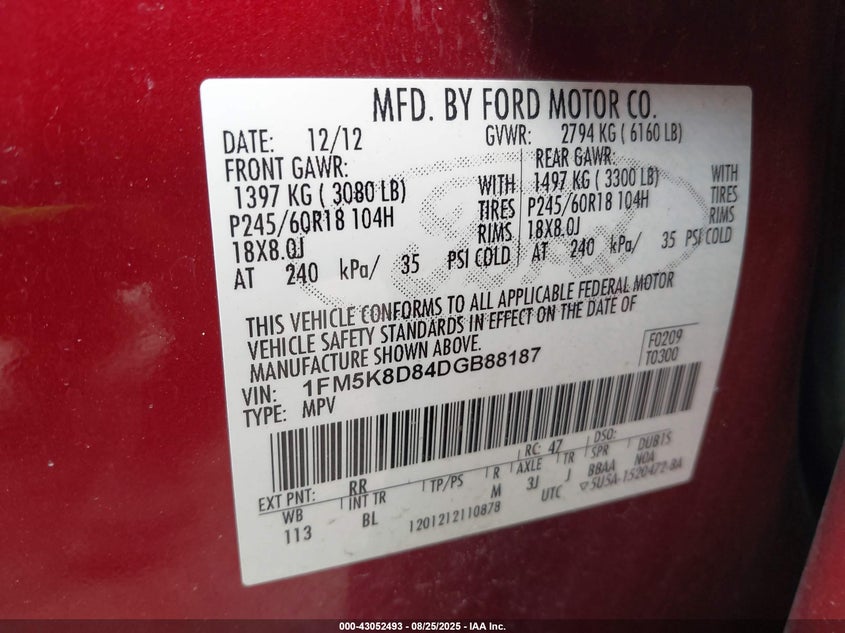 MFD. BY FORD MOTOR CO.
DATE: 12/12 GVWR: 2794 KG ( 6160 LB)
FRONT GAWR: REAR GAWR:
1397 KG ( 3080 LB) WITH 1497 KG ( 3300 LB) WITH
P245/60R18 104H TIRES P245/60R18 104H TIRES
18X8.0J RIMS 18X8.0J RIMS
AT 240 kPa/ 35 PSI COLD AT 240 kPa/ 35 PSI COLD
THIS VEHICLE CONFORMS TO ALL APPLICABLE FEDERAL MOTOR
VEHICLE SAFETY STANDARDS IN EFFECT ON THE DATE OF
MANUFACTURE SHOWN ABOVE.
F0209
T0300
VIN: 1FM5K8D84DGB88187
TYPE: MPV
RC: 47 DSO:
EXT PNT: RR
WB INT TR TP/PS R AXLE TR SPR DUB15
113 BL M 3J J BBAA NOA
1201212110878 UTC ▽5U5A-1520472-BA
000-43052493 - 08/25/2025 - IAA Inc.